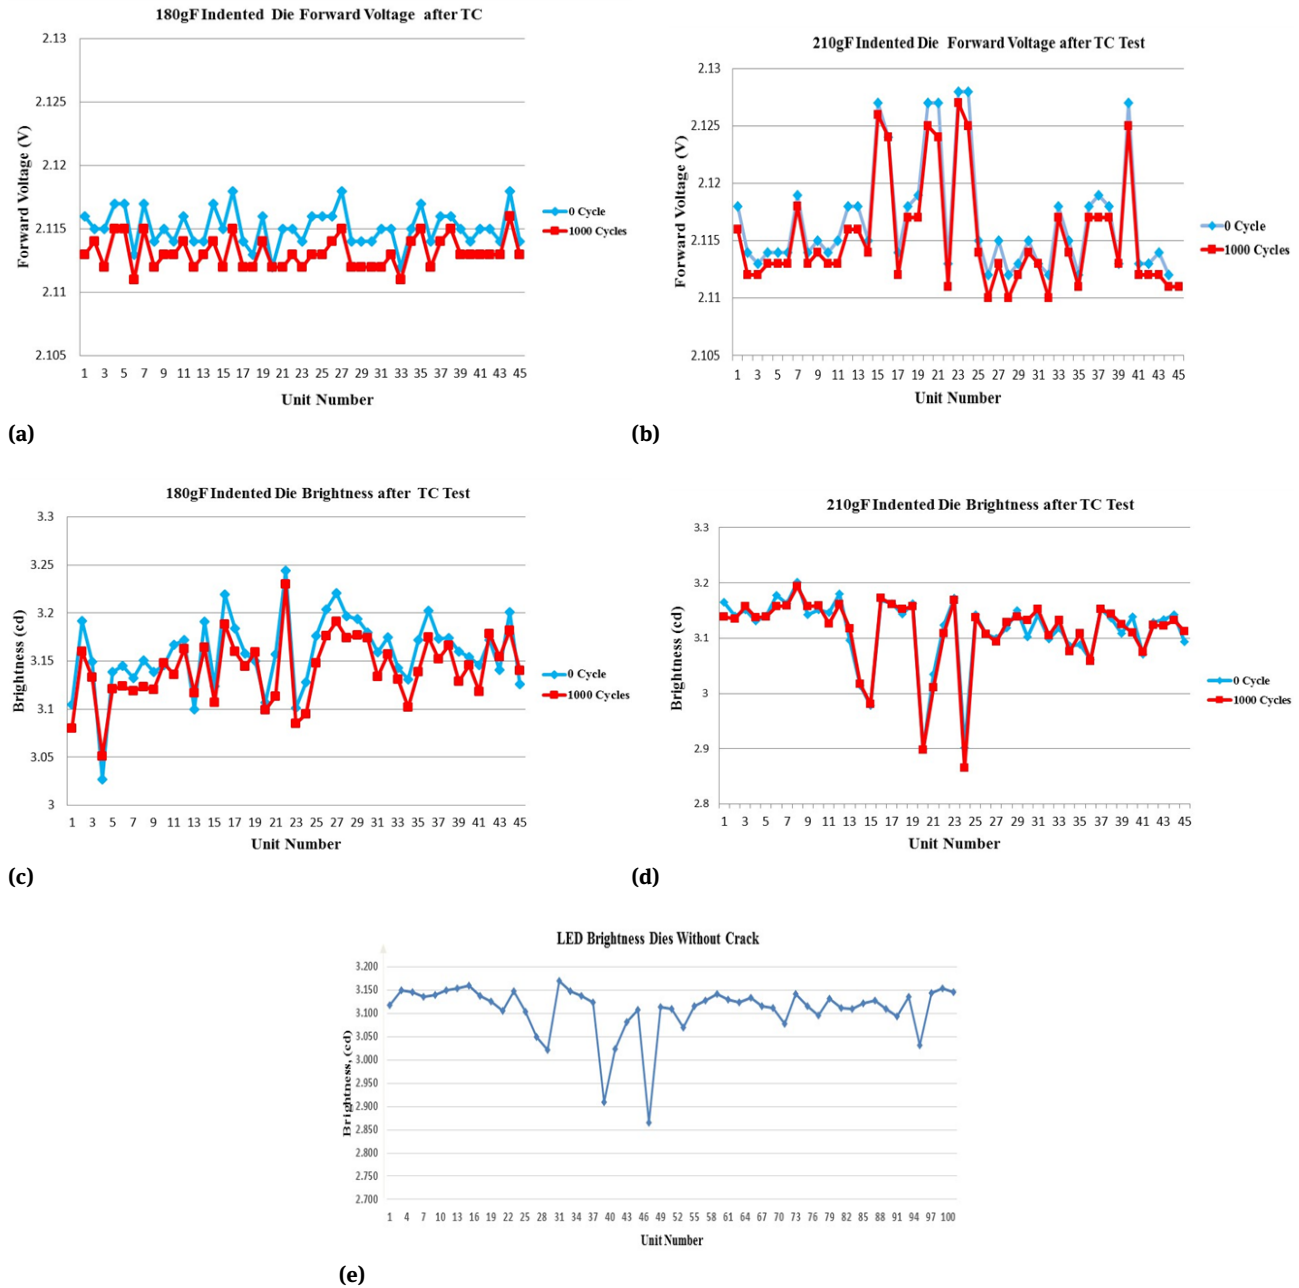 180gF Indented Die Forward Voltage after TC
2.13
2.125
2.12
2.115
2.11
2.105
Forward Voltage (V)
1 3 5 7 9 11 13 15 17 19 21 23 25 27 29 31 33 35 37 39 41 43 45
Unit Number
0 Cycle
1000 Cycles
(a)
210gF Indented Die Forward Voltage after TC Test
2.13
2.125
2.12
2.115
2.11
2.105
Forward Voltage (V)
1 3 5 7 9 11 13 15 17 19 21 23 25 27 29 31 33 35 37 39 41 43 45
Unit Number
0 Cycle
1000 Cycles
(b)
180gF Indented Die Brightness after TC Test
3.3
3.25
3.2
3.15
3.1
3.05
3
Brightness (cd)
1 3 5 7 9 11 13 15 17 19 21 23 25 27 29 31 33 35 37 39 41 43 45
Unit Number
0 Cycle
1000 Cycles
(c)
210gF Indented Die Brightness after TC Test
3.3
3.2
3.1
3
2.9
2.8
Brightness (cd)
1 3 5 7 9 11 13 15 17 19 21 23 25 27 29 31 33 35 37 39 41 43 45
Unit Number
0 Cycle
1000 Cycles
(d)
LED Brightness Dies Without Crack
3.200
3.150
3.100
3.050
3.000
2.950
2.900
2.850
2.800
2.750
2.700
Brightness, (cd)
1 4 7 10 13 16 19 22 25 28 31 34 37 40 43 46 49 52 55 58 61 64 67 70 73 76 79 82 85 88 91 94 97 100
Unit Number
(e)